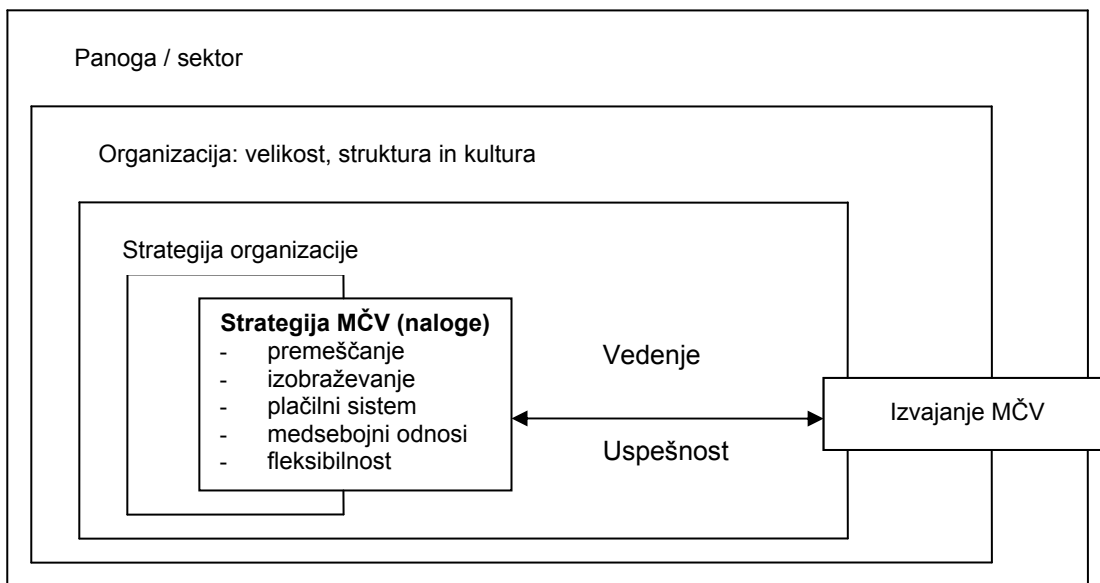 Panoga / sektor
Organizacija: velikost, struktura in kultura
Strategija organizacije
Strategija MČV (naloge)
- premeščanje
- izobraževanje
- plačilni sistem
- medsebojni odnosi
- fleksibilnost
Vedenje
Uspešnost
Izvajanje MČV